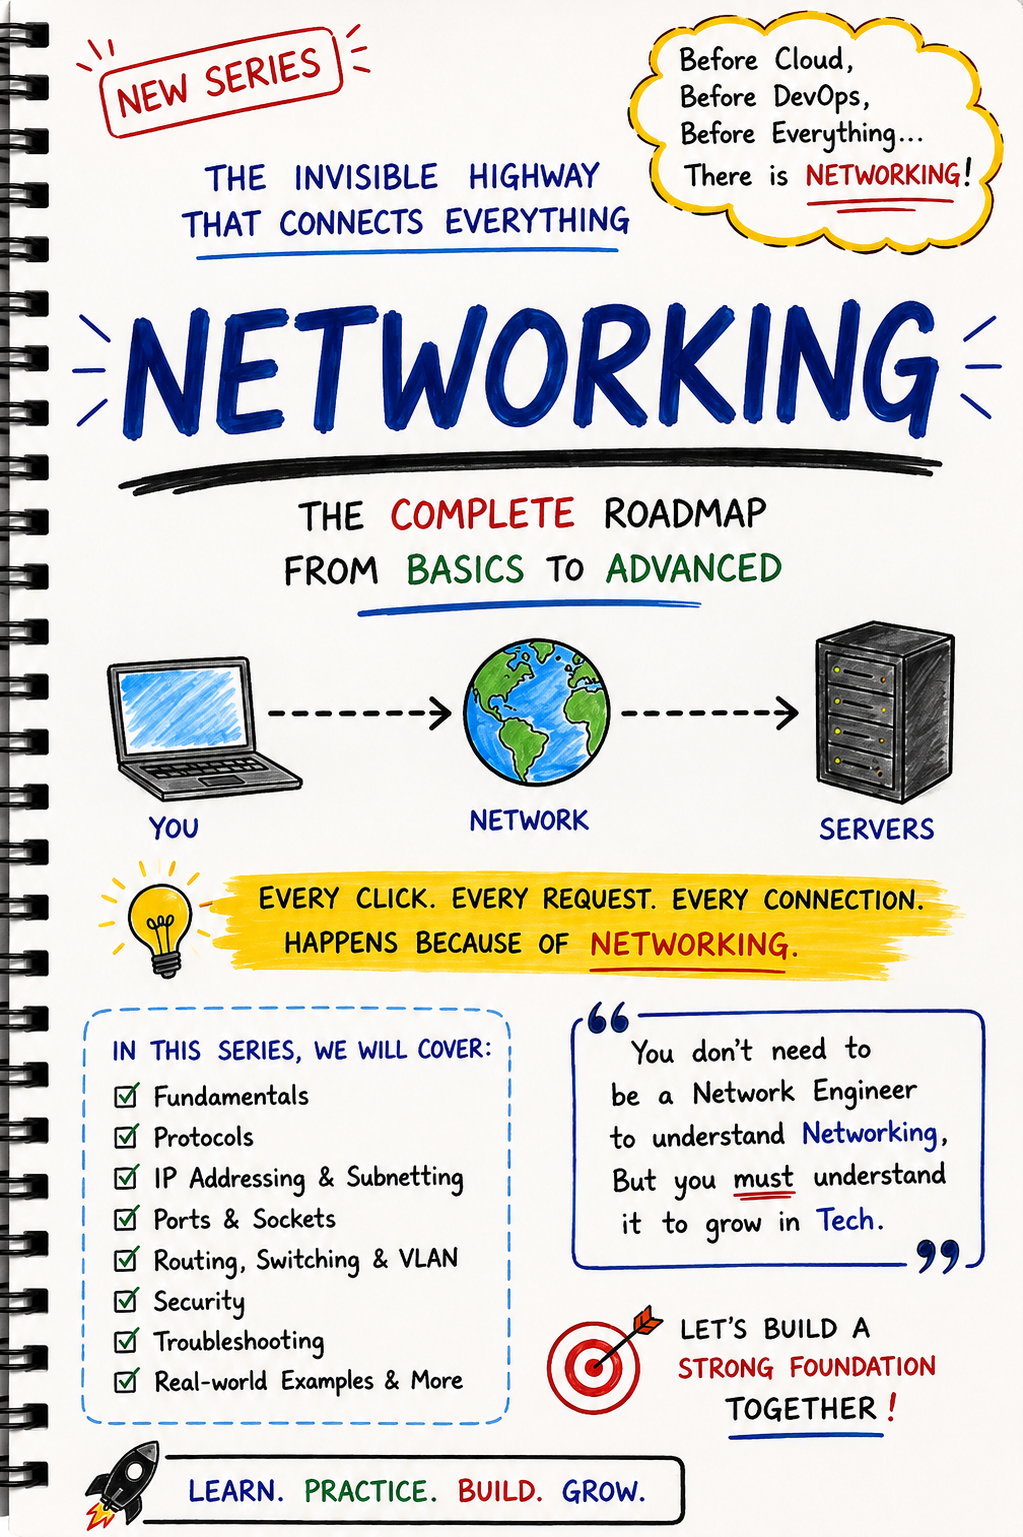 NEW SERIES
Before Cloud,
Before DevOps,
Before Everything...
There is NETWORKING!
THE INVISIBLE HIGHWAY
THAT CONNECTS EVERYTHING
NETWORKING
THE COMPLETE ROADMAP
FROM BASICS TO ADVANCED
YOU
NETWORK
SERVERS
EVERY CLICK. EVERY REQUEST. EVERY CONNECTION.
HAPPENS BECAUSE OF NETWORKING.
IN THIS SERIES, WE WILL COVER:
Fundamentals
Protocols
IP Addressing & Subnetting
Ports & Sockets
Routing, Switching & VLAN
Security
Troubleshooting
Real-world Examples & More
“You don't need to
be a Network Engineer
to understand Networking,
But you must understand
it to grow in Tech.”
LET'S BUILD A
STRONG FOUNDATION
TOGETHER!
LEARN. PRACTICE. BUILD. GROW.